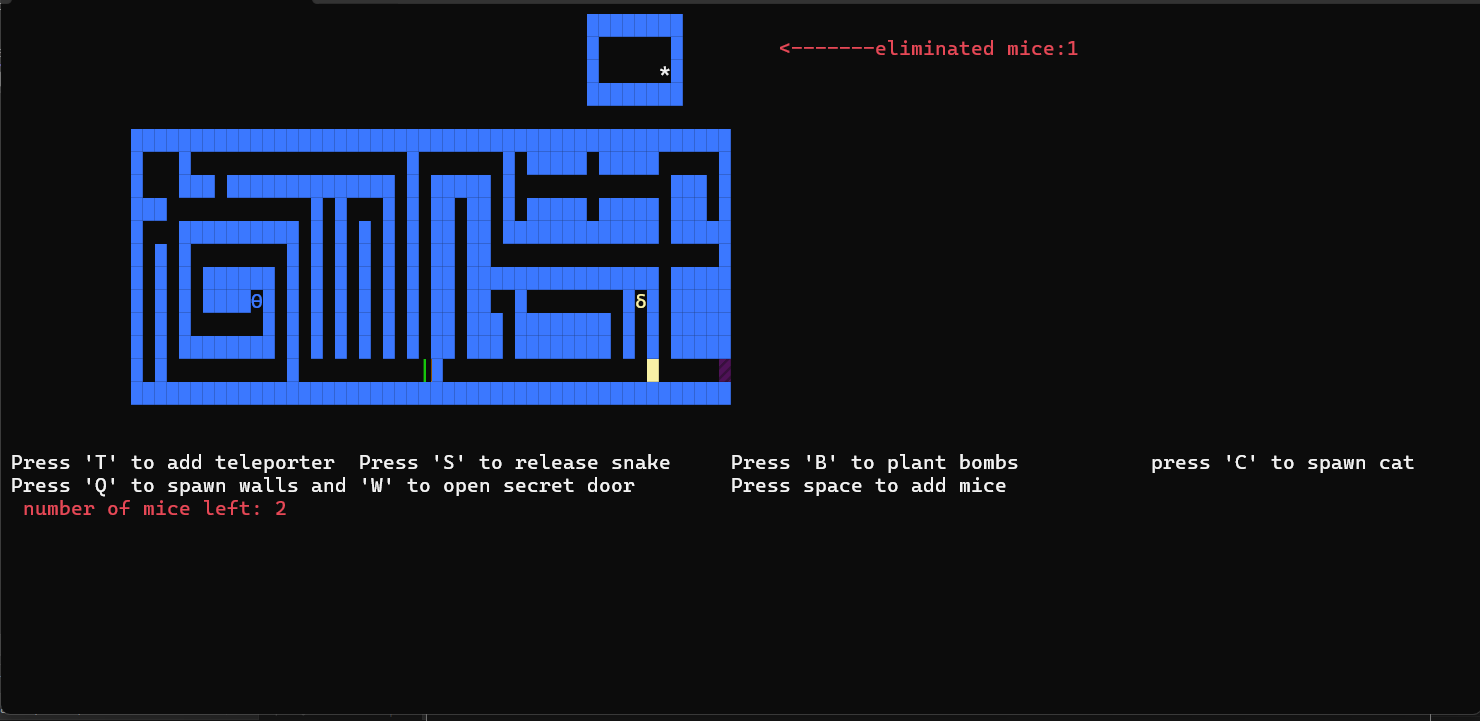 <-------eliminated mice:1
*
θ
δ
Press 'T' to add teleporter  Press 'S' to release snake     Press 'B' to plant bombs           press 'C' to spawn cat
Press 'Q' to spawn walls and 'W' to open secret door        Press space to add mice
number of mice left: 2